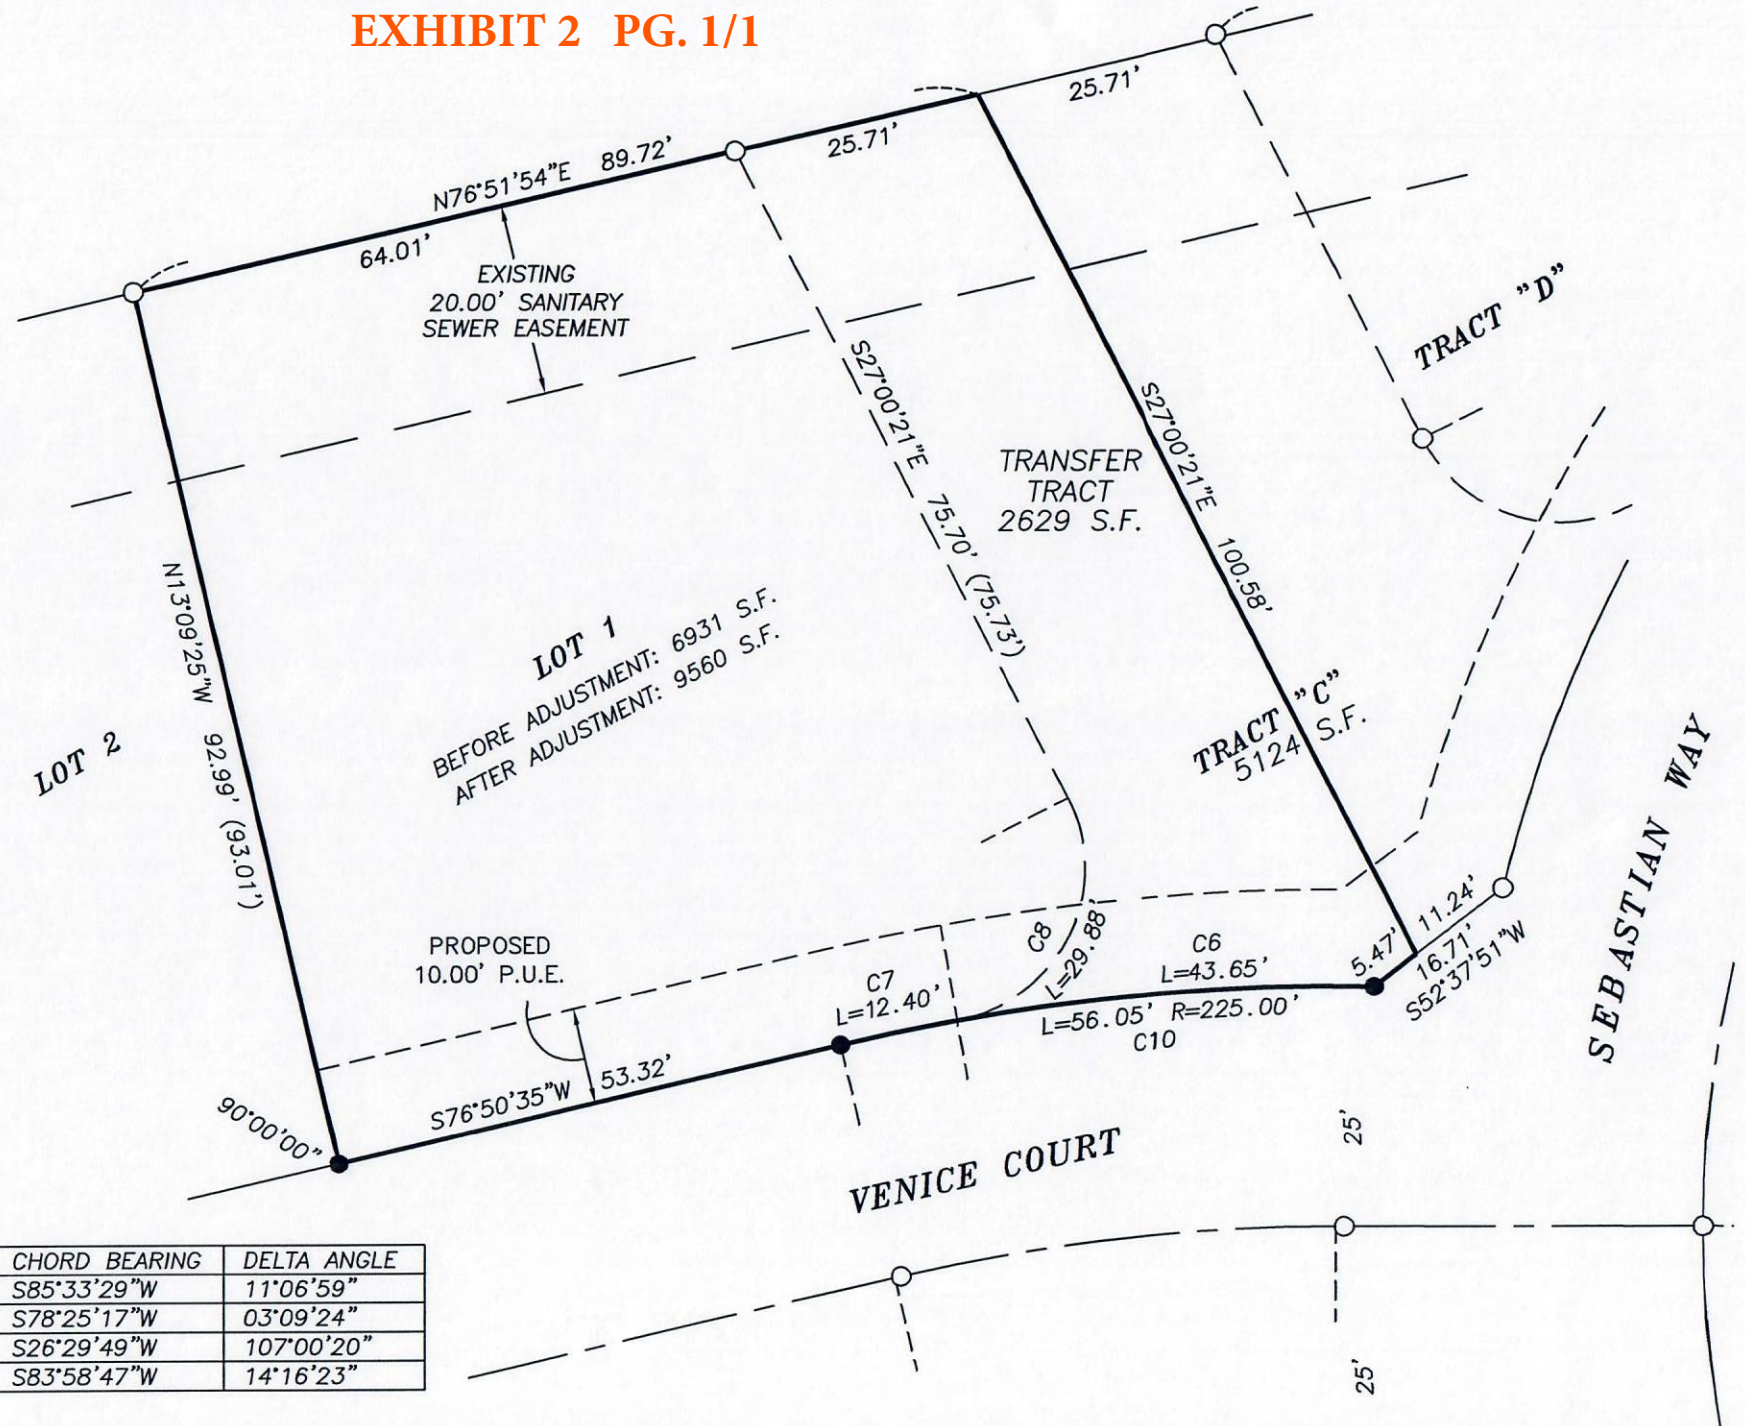 EXHIBIT 2 PG. 1/1
25.71'
25.71'
N76°51'54"E 89.72'
64.01'
EXISTING
20.00' SANITARY
SEWER EASEMENT
TRACT "D"
S27°00'21"E 75.70' (75.73')
S27°00'21"E 100.58'
TRANSFER
TRACT
2629 S.F.
N13°09'25"W 92.99' (93.01')
LOT 1
BEFORE ADJUSTMENT: 6931 S.F.
AFTER ADJUSTMENT: 9560 S.F.
LOT 2
TRACT "C"
5124 S.F.
SEBASTIAN WAY
PROPOSED
10.00' P.U.E.
C7
L=12.40'
C8
L=29.88'
C6
L=43.65'
5.47'
11.24'
16.71'
S52°37'51"W
L=56.05' R=225.00'
C10
S76°50'35"W 53.32'
90°00'00"
VENICE COURT
25'
25'
CHORD BEARING DELTA ANGLE
S85°33'29"W 11°06'59"
S78°25'17"W 03°09'24"
S26°29'49"W 107°00'20"
S83°58'47"W 14°16'23"